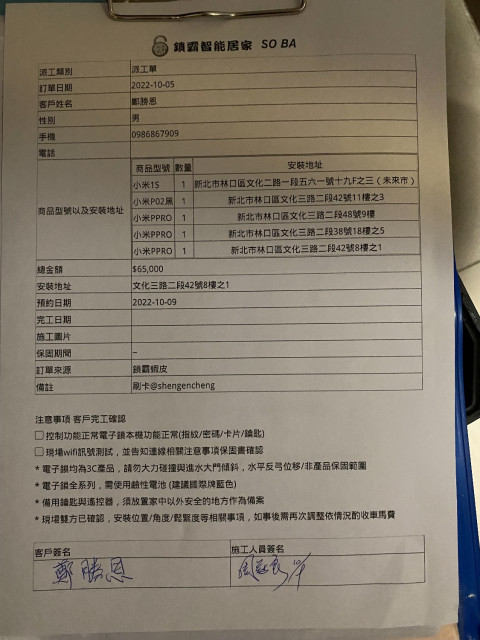 鎖霸智能居家 SO BA
派工類別 派工單
訂單日期 2022-10-05
客戶姓名 鄭勝恩
性別 男
手機 0986867909
電話
商品型號以及安裝地址
商品型號 數量 安裝地址
小米1S 1 新北市林口區文化二路一段五六一號十九F之三（未來市）
小米P02黑 1 新北市林口區文化三路二段42號11樓之3
小米PPRO 1 新北市林口區文化三路二段48號9樓
小米PPRO 1 新北市林口區文化三路二段38號18樓之5
小米PPRO 1 新北市林口區文化三路二段42號8樓之1
總金額 $65,000
安裝地址 文化三路二段42號8樓之1
預約日期 2022-10-09
完工日期
施工圖片
保固期間 –
訂單來源 鎖霸蝦皮
備註 刷卡@shengencheng
注意事項 客戶完工確認
☐ 控制功能正常電子鎖本機功能正常(指紋/密碼/卡片/鑰匙)
☐ 現場wifi訊號測試，並告知連線相關注意事項保固書確認
* 電子鎖均為3C產品，請勿大力碰撞與進水大門傾斜，水平反弓位移/非產品保固範圍
* 電子鎖全系列，需使用鹼性電池 (建議國際牌藍色)
* 備用鑰匙與遙控器，須放置家中以外安全的地方作為備案
* 現場雙方已確認，安裝位置/角度/鬆緊度等相關事項，如事後需再次調整依情況酌收車馬費
客戶簽名 施工人員簽名
鄭勝恩